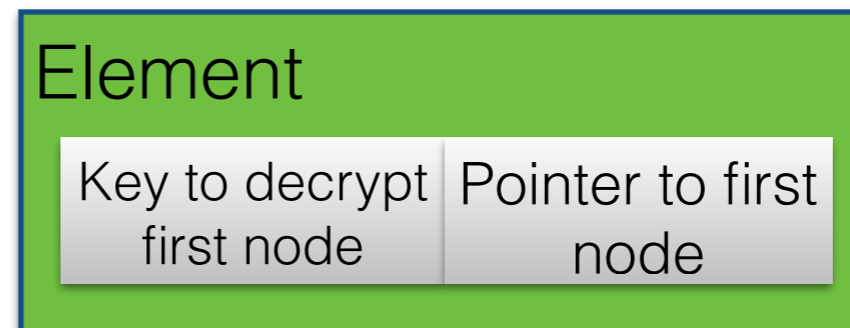 Element
Key to decrypt
first node
Pointer to first
node